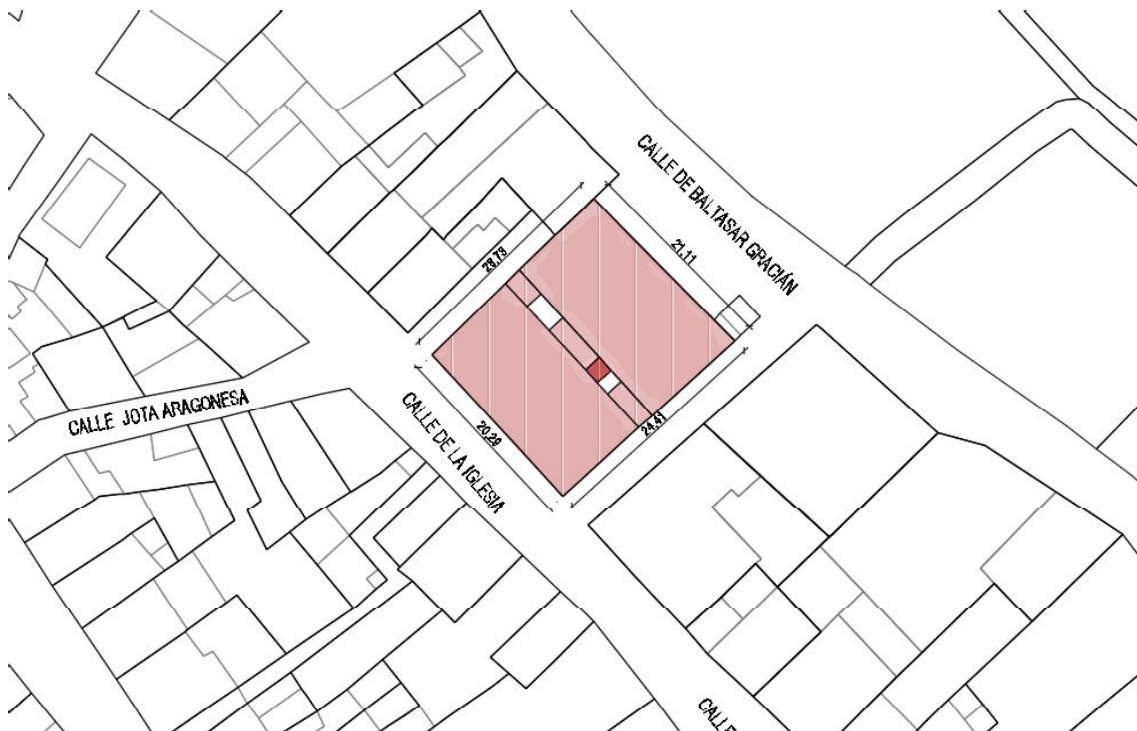 CALLE DE BALTASAR GRACIÁN
21,11
23,79
24,41
CALLE JOTA ARAGONESA
20,29
CALLE DE LA IGLESIA
CALLE